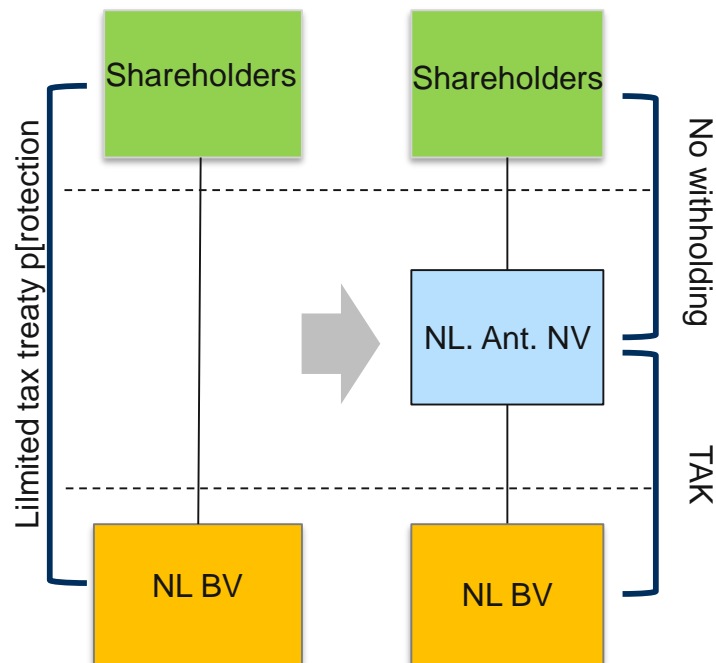 Shareholders
Shareholders
Lilmited tax treaty p[rotection
No withholding
NL. Ant. NV
TAK
NL BV
NL BV